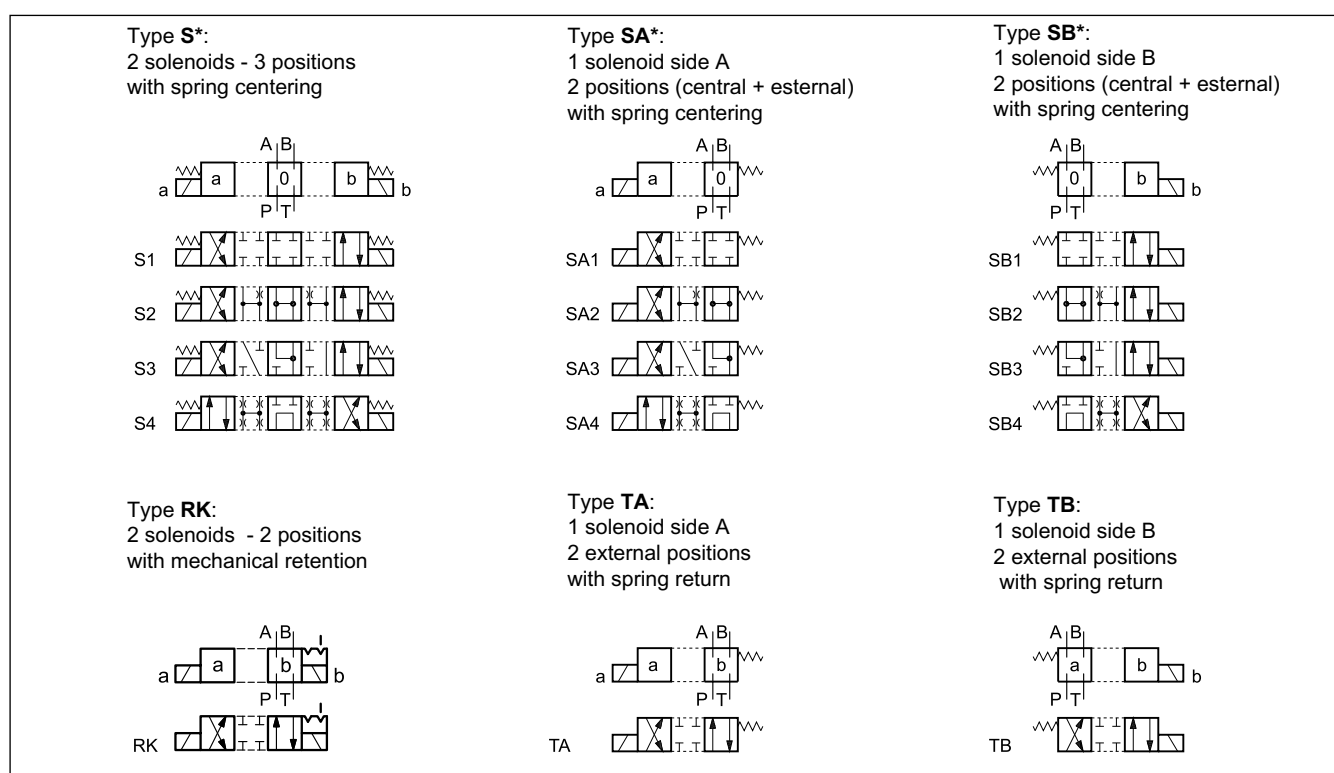 Type S*:
2 solenoids - 3 positions
with spring centering
A B
a a 0 b b
P T
S1
S2
S3
S4
Type SA*:
1 solenoid side A
2 positions (central + esternal)
with spring centering
A B
a a 0
P T
SA1
SA2
SA3
SA4
Type SB*:
1 solenoid side B
2 positions (central + esternal)
with spring centering
A B
0 b b
P T
SB1
SB2
SB3
SB4
Type RK:
2 solenoids - 2 positions
with mechanical retention
A B
a a b b
P T
RK
Type TA:
1 solenoid side A
2 external positions
with spring return
A B
a a b
P T
TA
Type TB:
1 solenoid side B
2 external positions
with spring return
A B
a b b
P T
TB